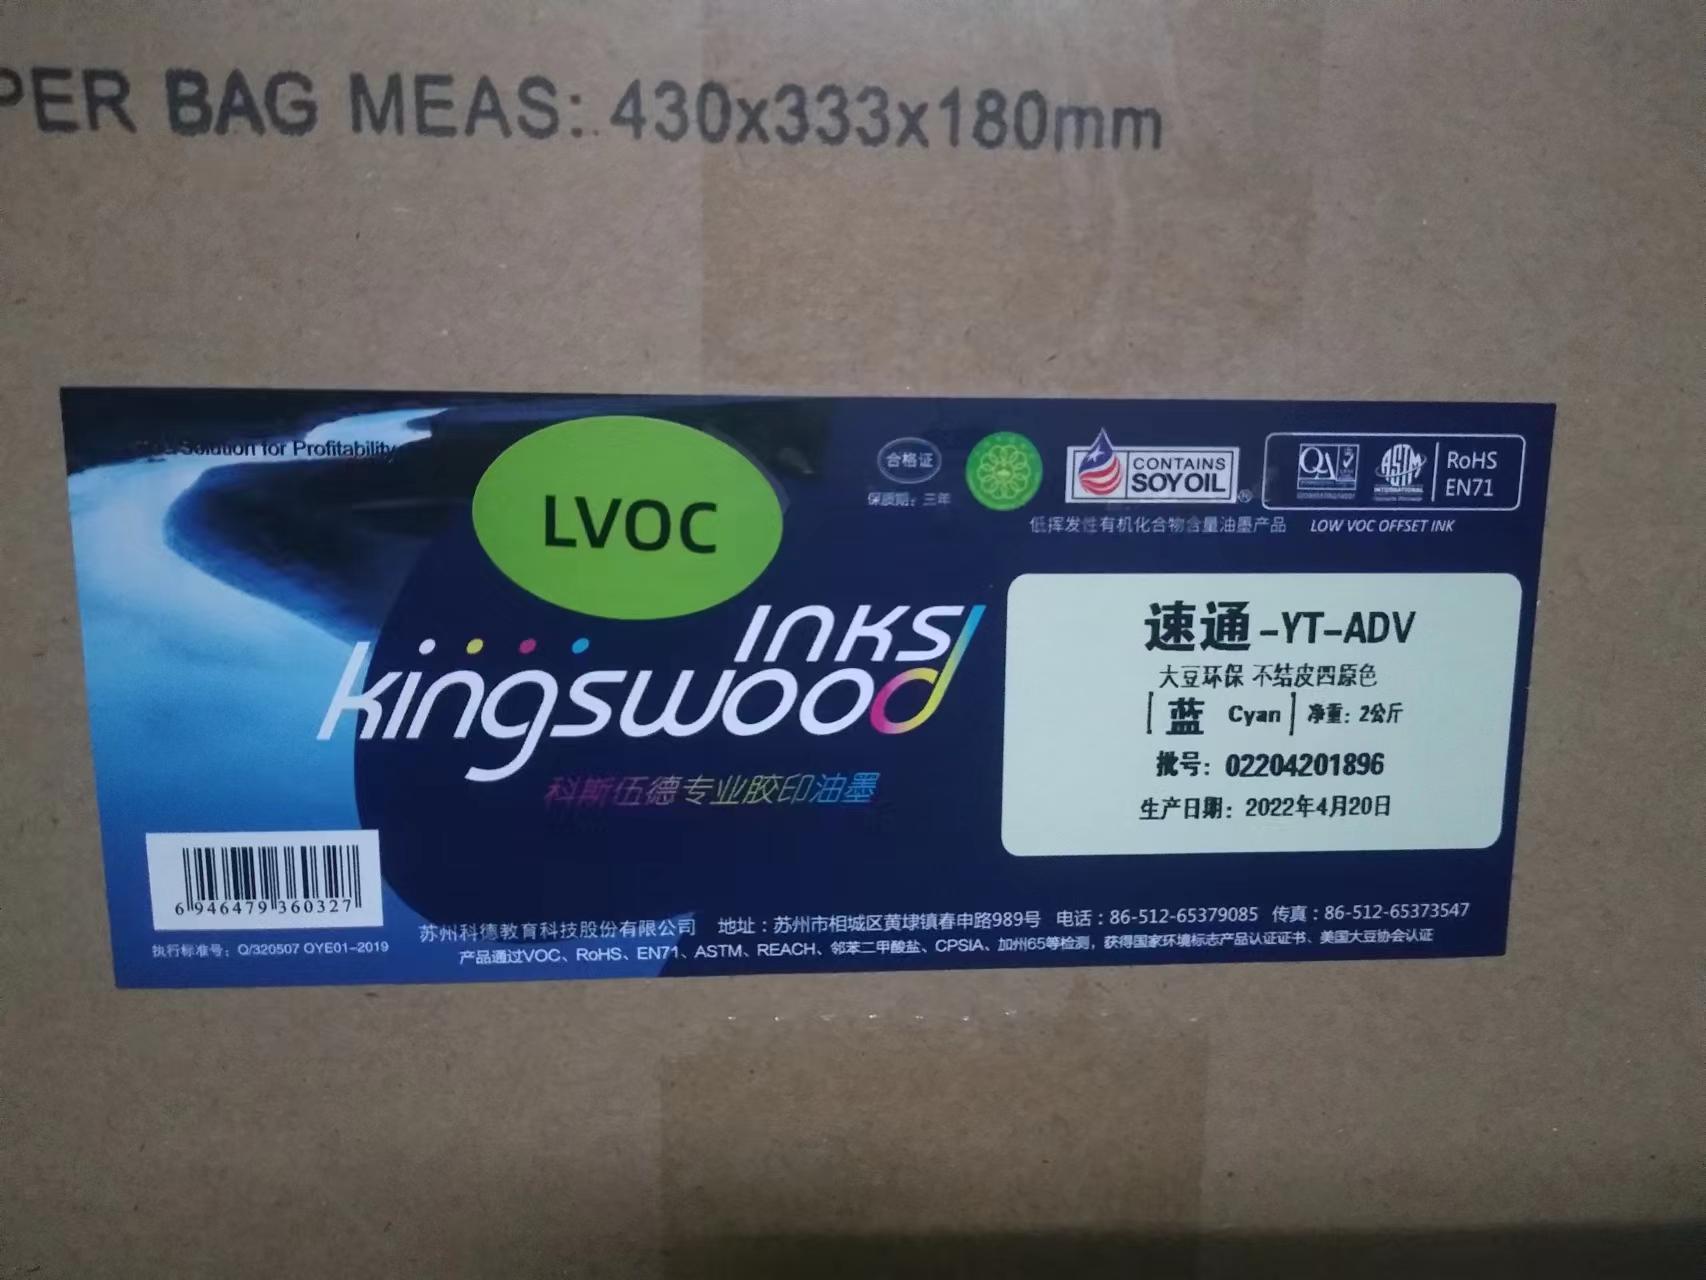 PER BAG MEAS: 430x333x180mm
Solution for Profitability
LVOC
合格证
保质期：三年
CONTAINS
SOYOIL
®
QA
ASTM
INTERNATIONAL
RoHS
EN71
低挥发性有机化合物含量油墨产品 LOW VOC OFFSET INK
INKS
kingswood
科斯伍德专业胶印油墨
速通-YT-ADV
大豆环保 不结皮四原色
蓝 Cyan 净重：2公斤
批号：02204201896
生产日期：2022年4月20日
6 946479 360327
执行标准号：Q/320507 QYE01-2019
苏州科德教育科技股份有限公司 地址：苏州市相城区黄埭镇春申路989号 电话：86-512-65379085 传真：86-512-65373547
产品通过VOC、RoHS、EN71、ASTM、REACH、邻苯二甲酸盐、CPSIA、加州65等检测，获得国家环境标志产品认证证书、美国大豆协会认证